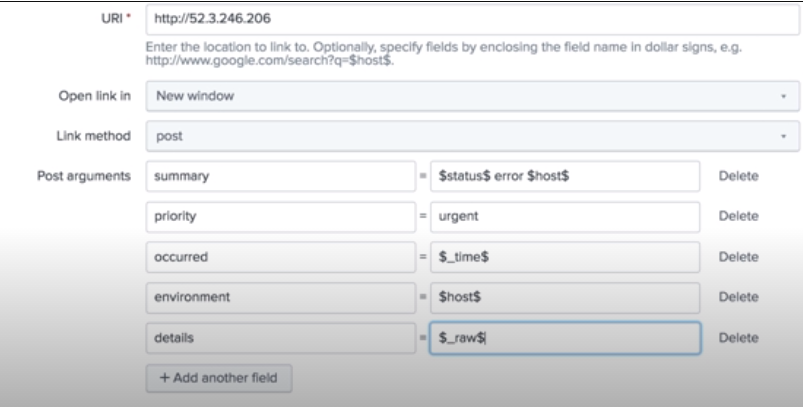 URI * http://52.3.246.206
Enter the location to link to. Optionally, specify fields by enclosing the field name in dollar signs, e.g.
http://www.google.com/search?q=$host$.
Open link in New window
Link method post
Post arguments summary = $status$ error $host$ Delete
priority = urgent Delete
occurred = $_time$ Delete
environment = $host$ Delete
details = $_raw$ Delete
+ Add another field